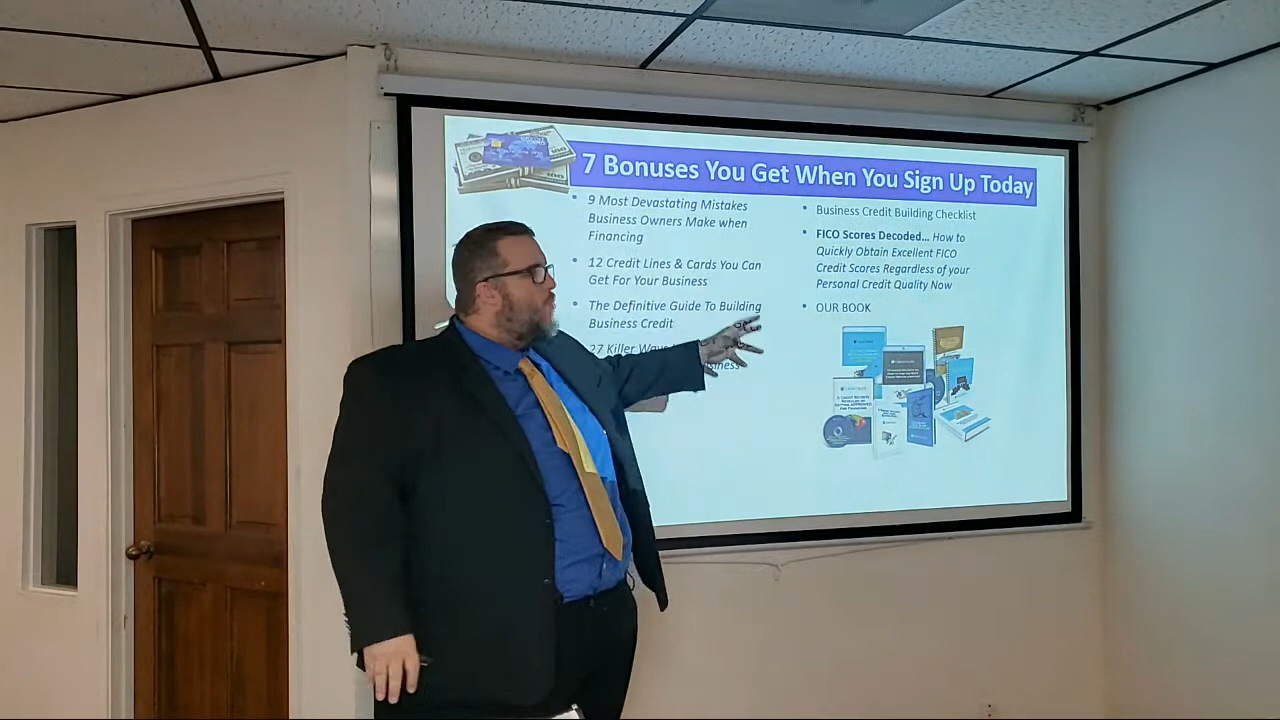 7 Bonuses You Get When You Sign Up Today
• 9 Most Devastating Mistakes
Business Owners Make when
Financing
• 12 Credit Lines & Cards You Can
Get For Your Business
• The Definitive Guide To Building
Business Credit
27 Killer Ways
• Business Credit Building Checklist
• FICO Scores Decoded... How to
Quickly Obtain Excellent FICO
Credit Scores Regardless of your
Personal Credit Quality Now
• OUR BOOK